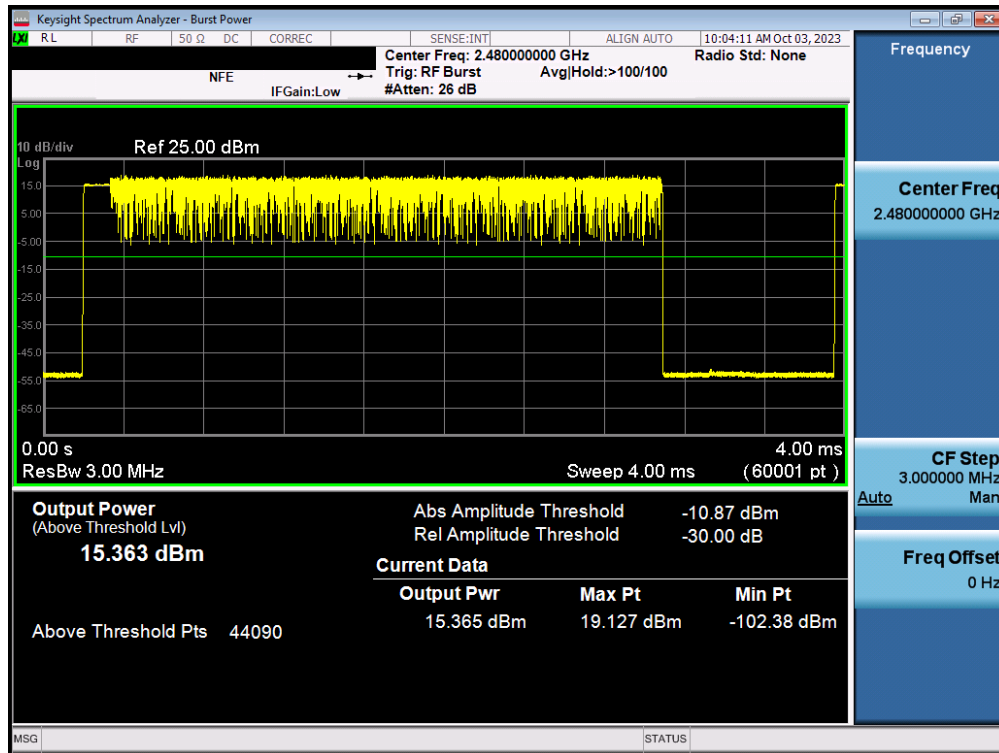 Keysight Spectrum Analyzer - Burst Power
LXI RL RF 50 Ω DC CORREC SENSE:INT ALIGN AUTO 10:04:11 AM Oct 03, 2023
Center Freq: 2.480000000 GHz Radio Std: None
NFE Trig: RF Burst Avg|Hold:>100/100
IFGain:Low #Atten: 26 dB
Frequency
10 dB/div Ref 25.00 dBm
Log
15.0
5.00
-5.00
-15.0
-25.0
-35.0
-45.0
-55.0
-65.0
0.00 s 4.00 ms
ResBw 3.00 MHz Sweep 4.00 ms (60001 pt)
Center Freq
2.480000000 GHz
CF Step
3.000000 MHz
Auto Man
Freq Offset
0 Hz
Output Power
(Above Threshold Lvl)
15.363 dBm
Above Threshold Pts 44090
Abs Amplitude Threshold -10.87 dBm
Rel Amplitude Threshold -30.00 dB
Current Data
Output Pwr Max Pt Min Pt
15.365 dBm 19.127 dBm -102.38 dBm
MSG STATUS